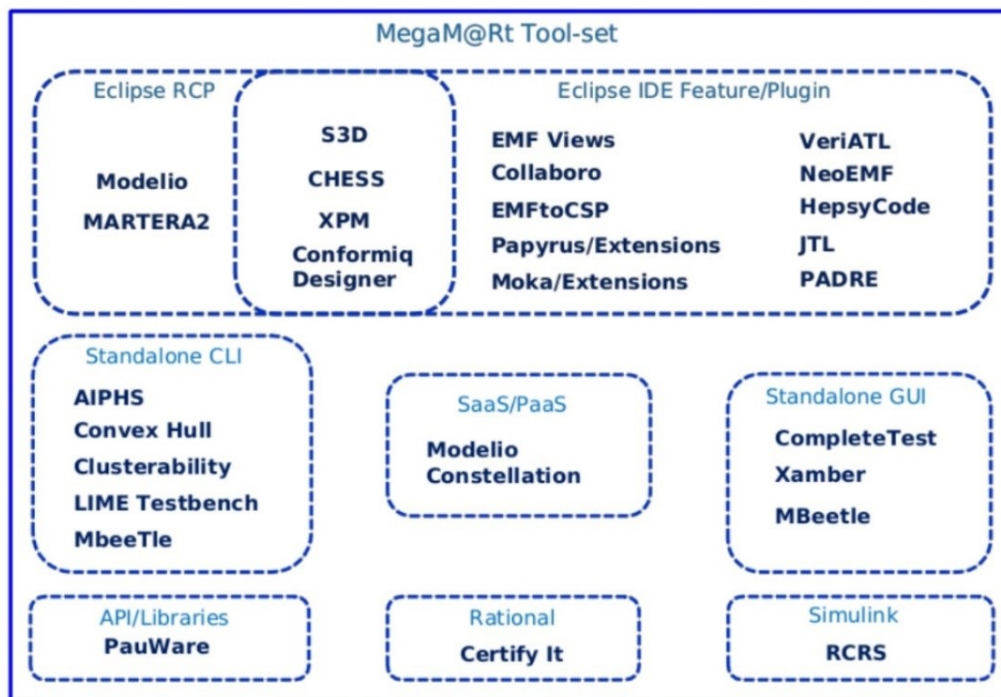 MegaM@Rt Tool-set
Eclipse RCP
Modelio
MARTERA2
S3D
CHESS
XPM
Conformiq
Designer
Eclipse IDE Feature/Plugin
EMF Views
Collaboro
EMFtoCSP
Papyrus/Extensions
Moka/Extensions
VeriATL
NeoEMF
HepsyCode
JTL
PADRE
Standalone CLI
AIPHS
Convex Hull
Clusterability
LIME Testbench
MbeeTle
SaaS/PaaS
Modelio
Constellation
Standalone GUI
CompleteTest
Xamber
MBeetle
API/Libraries
PauWare
Rational
Certify It
Simulink
RCRS